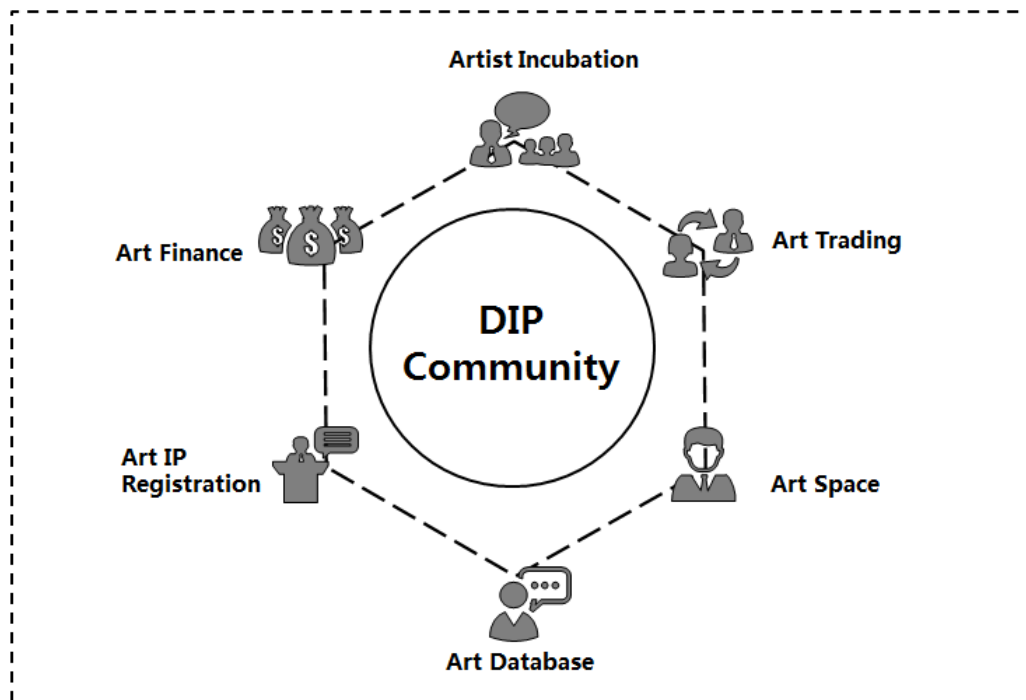 Artist Incubation
Art Finance
Art Trading
DIP
Community
Art IP
Registration
Art Space
Art Database